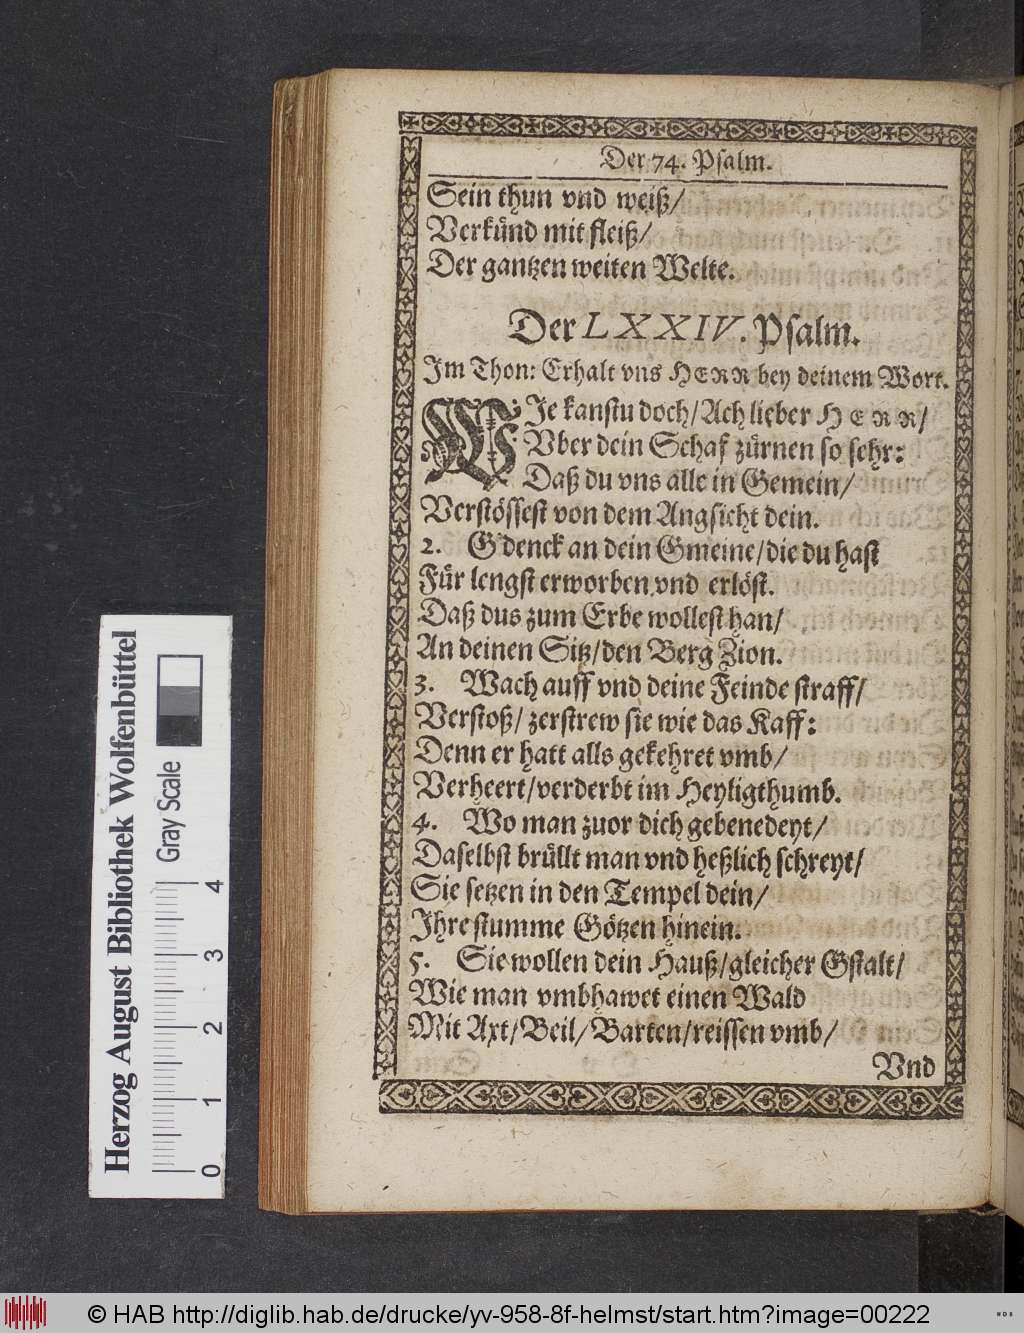 Der 74. Psalm.
Sein thun vnd weiß/
Verkünd mit fleiß/
Der gantzen weiten Welte.
Der LXXIV. Psalm.
Im Thon: Erhalt vns HERR bey deinem Wort.
WIe kanstu doch/Ach lieber HERR/
Vber dein Schaf zürnen so sehr:
Daß du vns alle in Gemein/
Verstössest von dem Angsicht dein.
2. G'denck an dein Gmeine/die du hast
Für lengst erworben vnd erlöst.
Daß dus zum Erbe wollest han/
An deinen Sitz/den Berg Zion.
3. Wach auff vnd deine Feinde straff/
Verstoß/ zerstrew sie wie das Kaff:
Denn er hatt alls gekehret vmb/
Verheert/verderbt im Heyligthumb.
4. Wo man zuor dich gebenedeyt/
Daselbst brüllt man vnd heßlich schreyt/
Sie setzen in den Tempel dein/
Ihre stumme Götzen hinein.
5. Sie wollen dein Hauß/gleicher Gstalt/
Wie man vmbhawet einen Wald
Mit Axt/Beil/Barten/reissen vmb/
Vnd
Herzog August Bibliothek Wolfenbüttel
Gray Scale
0 1 2 3 4
© HAB http://diglib.hab.de/drucke/yv-958-8f-helmst/start.htm?image=00222